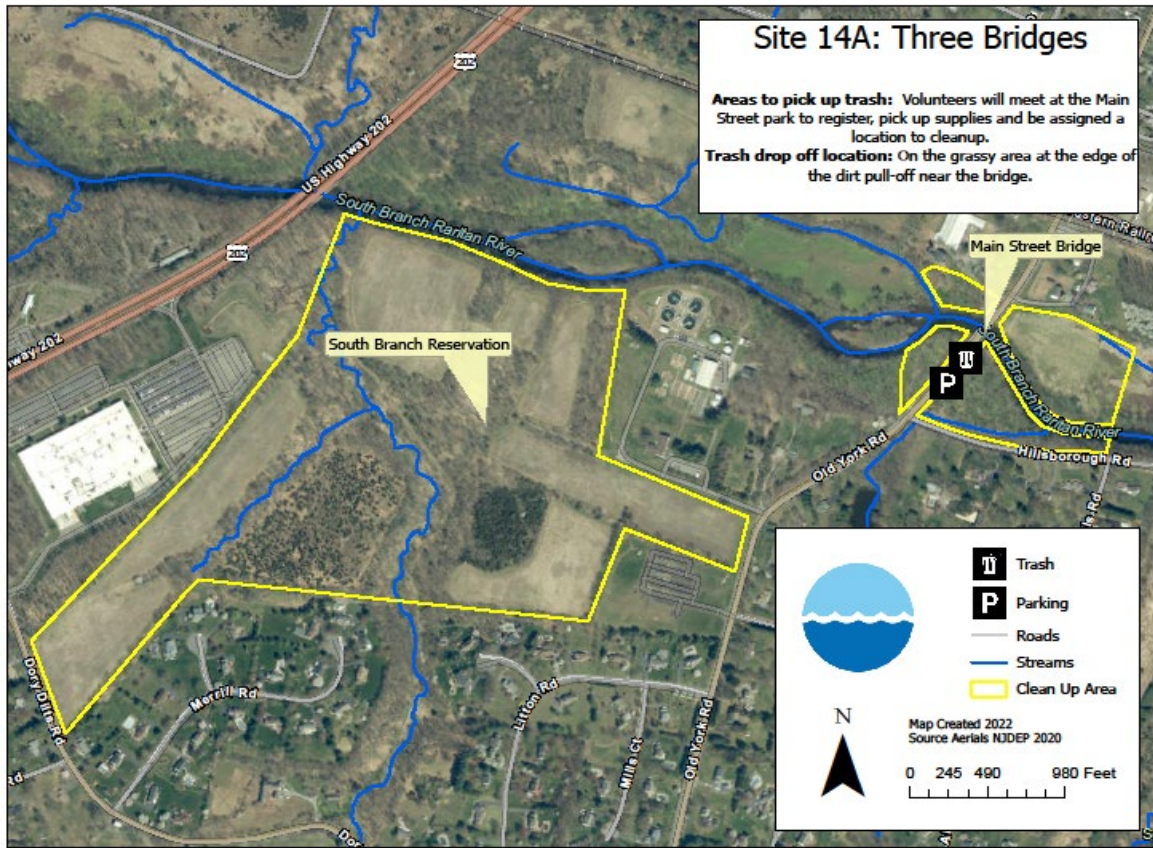 Site 14A: Three Bridges
Areas to pick up trash: Volunteers will meet at the Main
Street park to register, pick up supplies and be assigned a
location to cleanup.
Trash drop off location: On the grassy area at the edge of
the dirt pull-off near the bridge.
202
US Highway 202
202
South Branch Raritan River
Main Street Bridge
South Branch Reservation
South Branch Raritan River
P
Old York Rd
Hillsborough Rd
Dory Dilts Rd
Merrill Rd
Litton Rd
Mills Ct
Old York Rd
Rd
Trash
P
Parking
Roads
Streams
Clean Up Area
N
Map Created 2022
Source Aerials NJDEP 2020
0 245 490 980 Feet